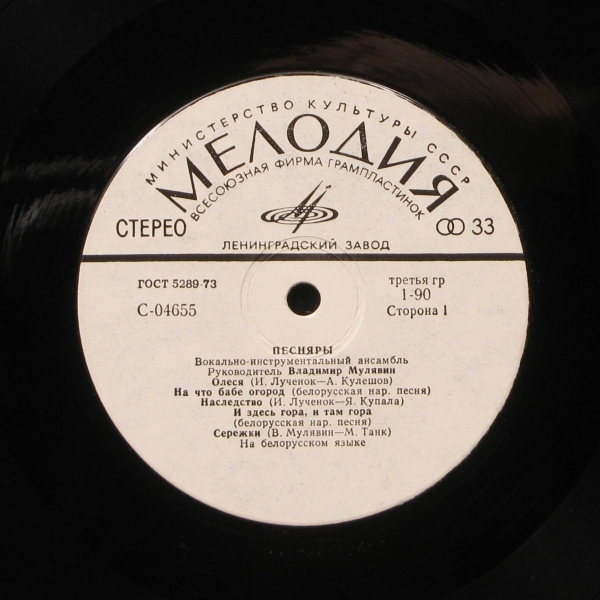 МИНИСТЕРСТВО КУЛЬТУРЫ СССР
МЕЛОДИЯ
ВСЕСОЮЗНАЯ ФИРМА ГРАМПЛАСТИНОК
СТЕРЕО
33
ЛЕНИНГРАДСКИЙ ЗАВОД
ГОСТ 5289-73
третья гр
С-04655
1-90
Сторона 1
ПЕСНЯРЫ
Вокально-инструментальный ансамбль
Руководитель Владимир Мулявин
Олеся (И. Лученок—А. Кулешов)
На что бабе огород (белорусская нар. песня)
Наследство (И. Лученок—Я. Купала)
И здесь гора, и там гора
(белорусская нар. песня)
Сережки (В. Мулявин—М. Танк)
На белорусском языке